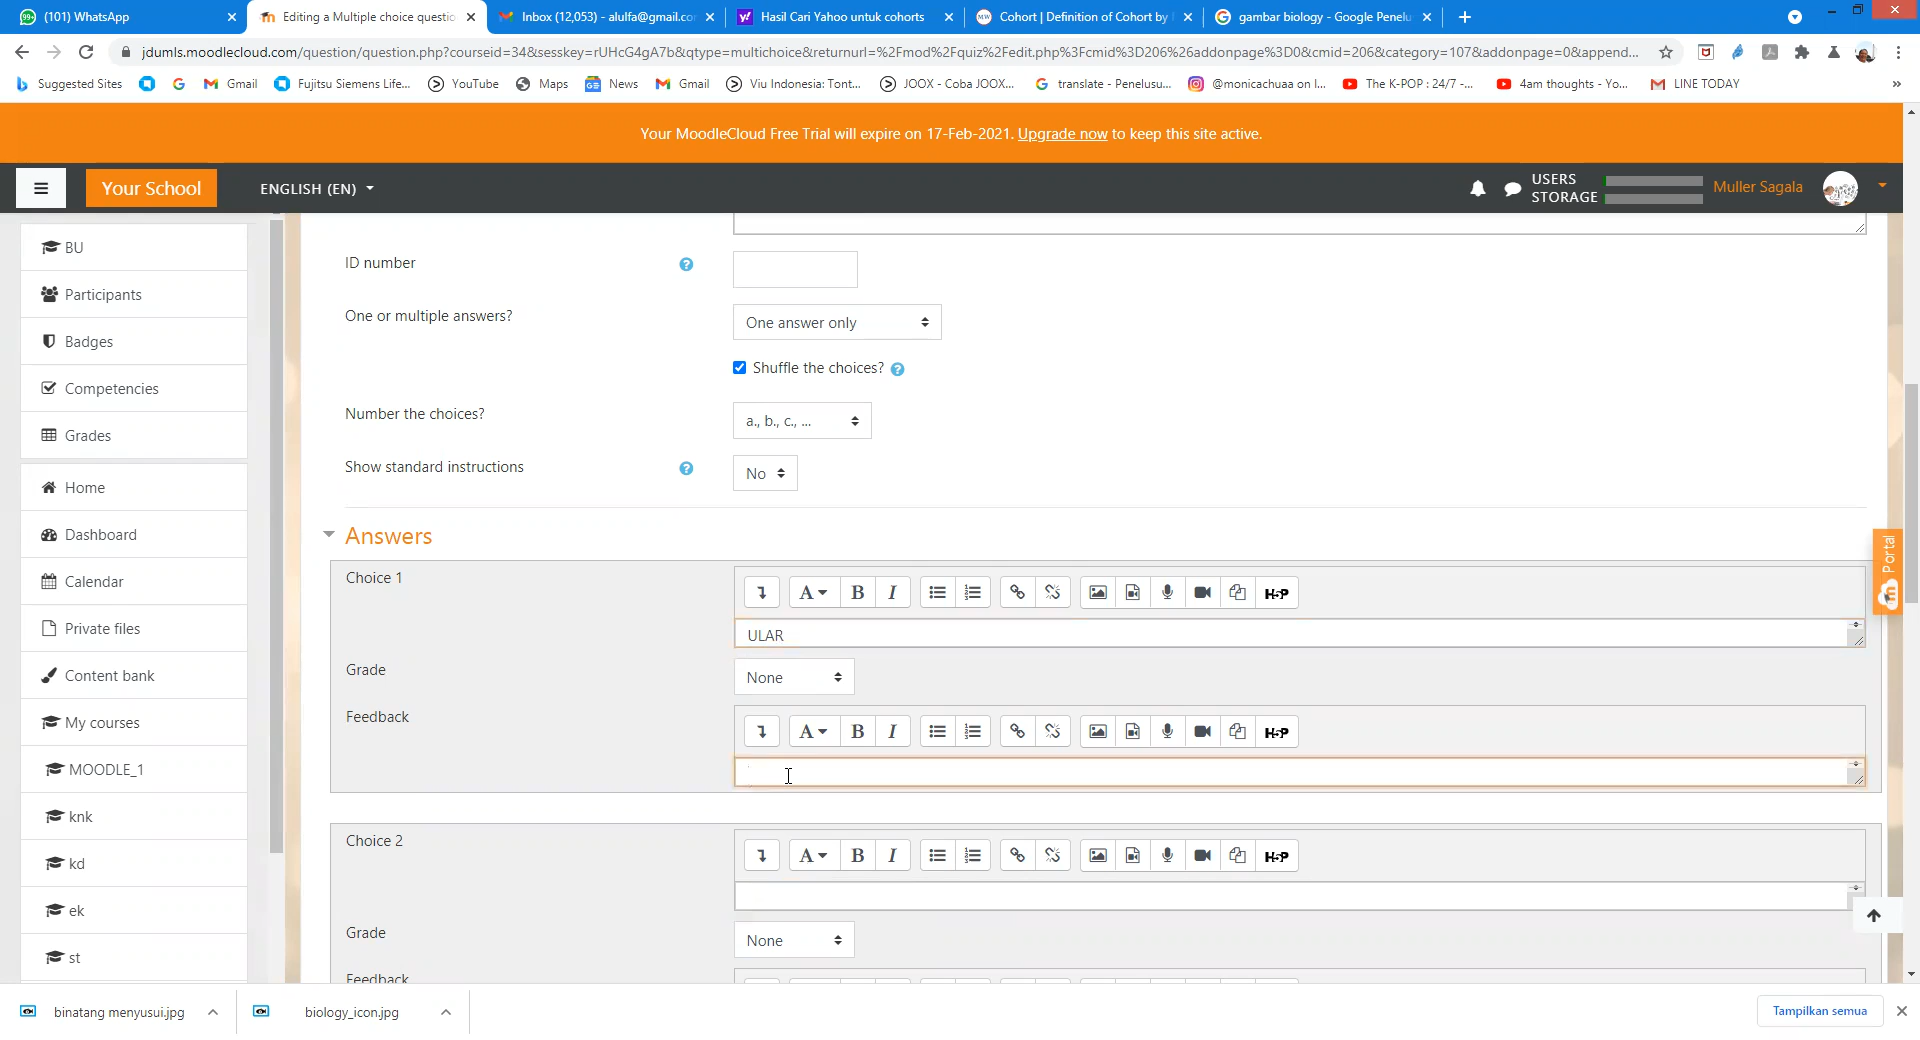 (101) WhatsApp
Editing a Multiple choice questio
Inbox (12,053) - alulfa@gmail.co
Hasil Cari Yahoo untuk cohorts
Cohort | Definition of Cohort by
gambar biology - Google Penelu
jdumls.moodlecloud.com/question/question.php?courseid=34&sesskey=rUHcG4gA7b&qtype=multichoice&returnurl=%2Fmod%2Fquiz%2Fedit.php%3Fcmid%3D206%26addonpage%3D0&cmid=206&category=107&addonpage=0&append...
Suggested Sites
Gmail
Fujitsu Siemens Life...
YouTube
Maps
News
Gmail
Viu Indonesia: Tont...
JOOX - Coba JOOX...
translate - Penelusu...
@monicachuaa on I...
The K-POP : 24/7 -...
4am thoughts - Yo...
LINE TODAY
»
Your MoodleCloud Free Trial will expire on 17-Feb-2021. Upgrade now to keep this site active.
Your School
ENGLISH (EN)
USERS
STORAGE
Muller Sagala
BU
Participants
Badges
Competencies
Grades
Home
Dashboard
Calendar
Private files
Content bank
My courses
MOODLE_1
knk
kd
ek
st
ID number
One or multiple answers?
One answer only
Shuffle the choices?
Number the choices?
a., b., c., ...
Show standard instructions
No
Answers
Choice 1
A B I
H-P
ULAR
Grade
None
Feedback
A B I
H-P
Choice 2
A B I
H-P
Grade
None
Feedback
Portal
binatang menyusui.jpg
biology_icon.jpg
Tampilkan semua